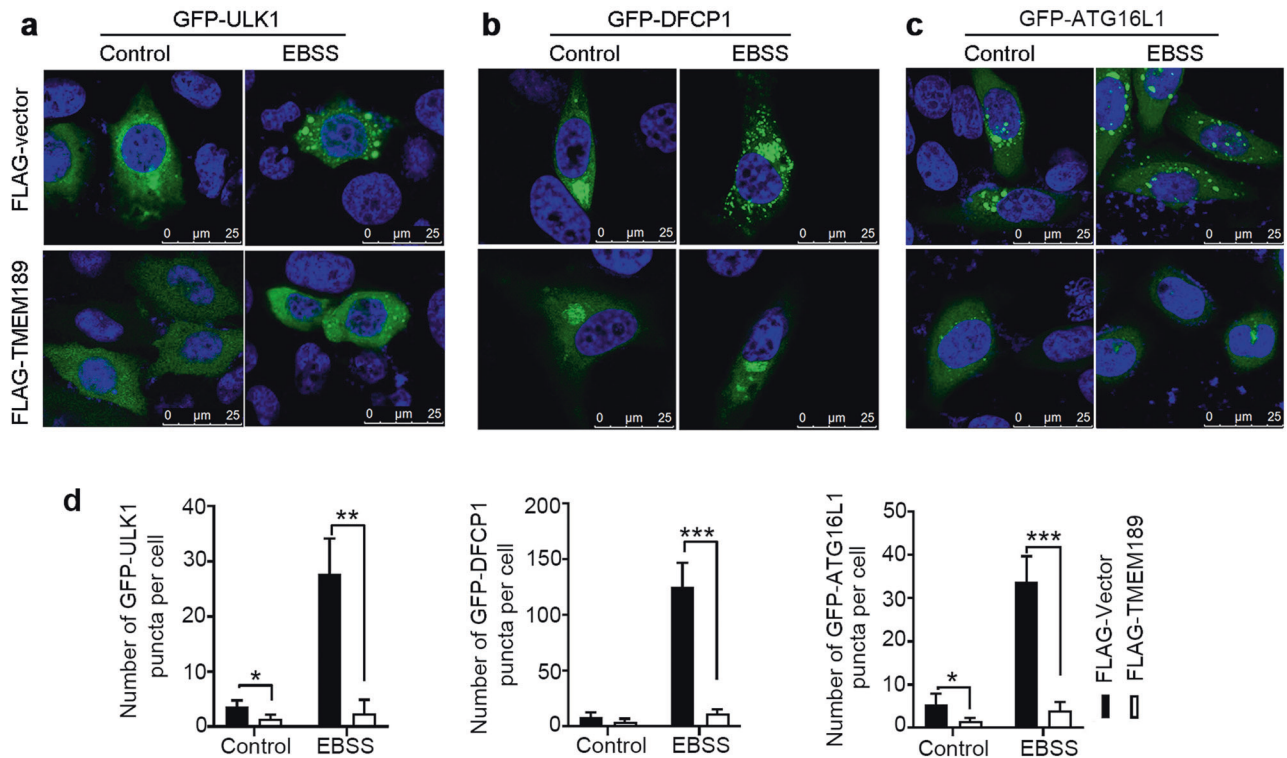 a
GFP-ULK1
Control EBSS
b
GFP-DFCP1
Control EBSS
c
GFP-ATG16L1
Control EBSS
FLAG-vector
0 µm 25
0 µm 25
0 µm 25
0 µm 25
0 µm 25
0 µm 25
FLAG-TMEM189
0 µm 25
0 µm 25
0 µm 25
0 µm 25
0 µm 25
0 µm 25
d
Number of GFP-ULK1
puncta per cell
40
30
20
10
0
*
**
Control EBSS
Number of GFP-DFCP1
puncta per cell
200
150
100
50
0
***
Control EBSS
Number of GFP-ATG16L1
puncta per cell
50
40
30
20
10
0
*
***
Control EBSS
FLAG-Vector
FLAG-TMEM189